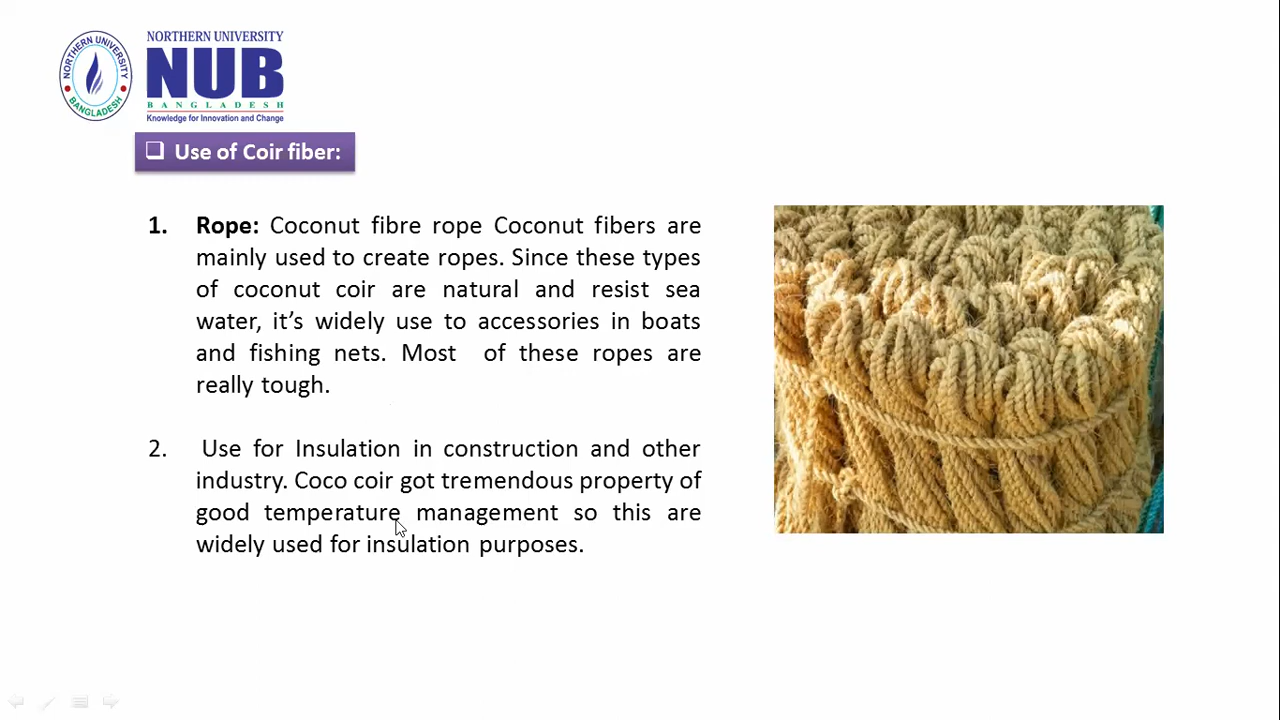 NORTHERN UNIVERSITY
BANGLADESH
NORTHERN UNIVERSITY
NUB
BANGLADESH
Knowledge for Innovation and Change
Use of Coir fiber:
1. Rope: Coconut fibre rope Coconut fibers are
mainly used to create ropes. Since these types
of coconut coir are natural and resist sea
water, it’s widely use to accessories in boats
and fishing nets. Most of these ropes are
really tough.
2. Use for Insulation in construction and other
industry. Coco coir got tremendous property of
good temperature management so this are
widely used for insulation purposes.